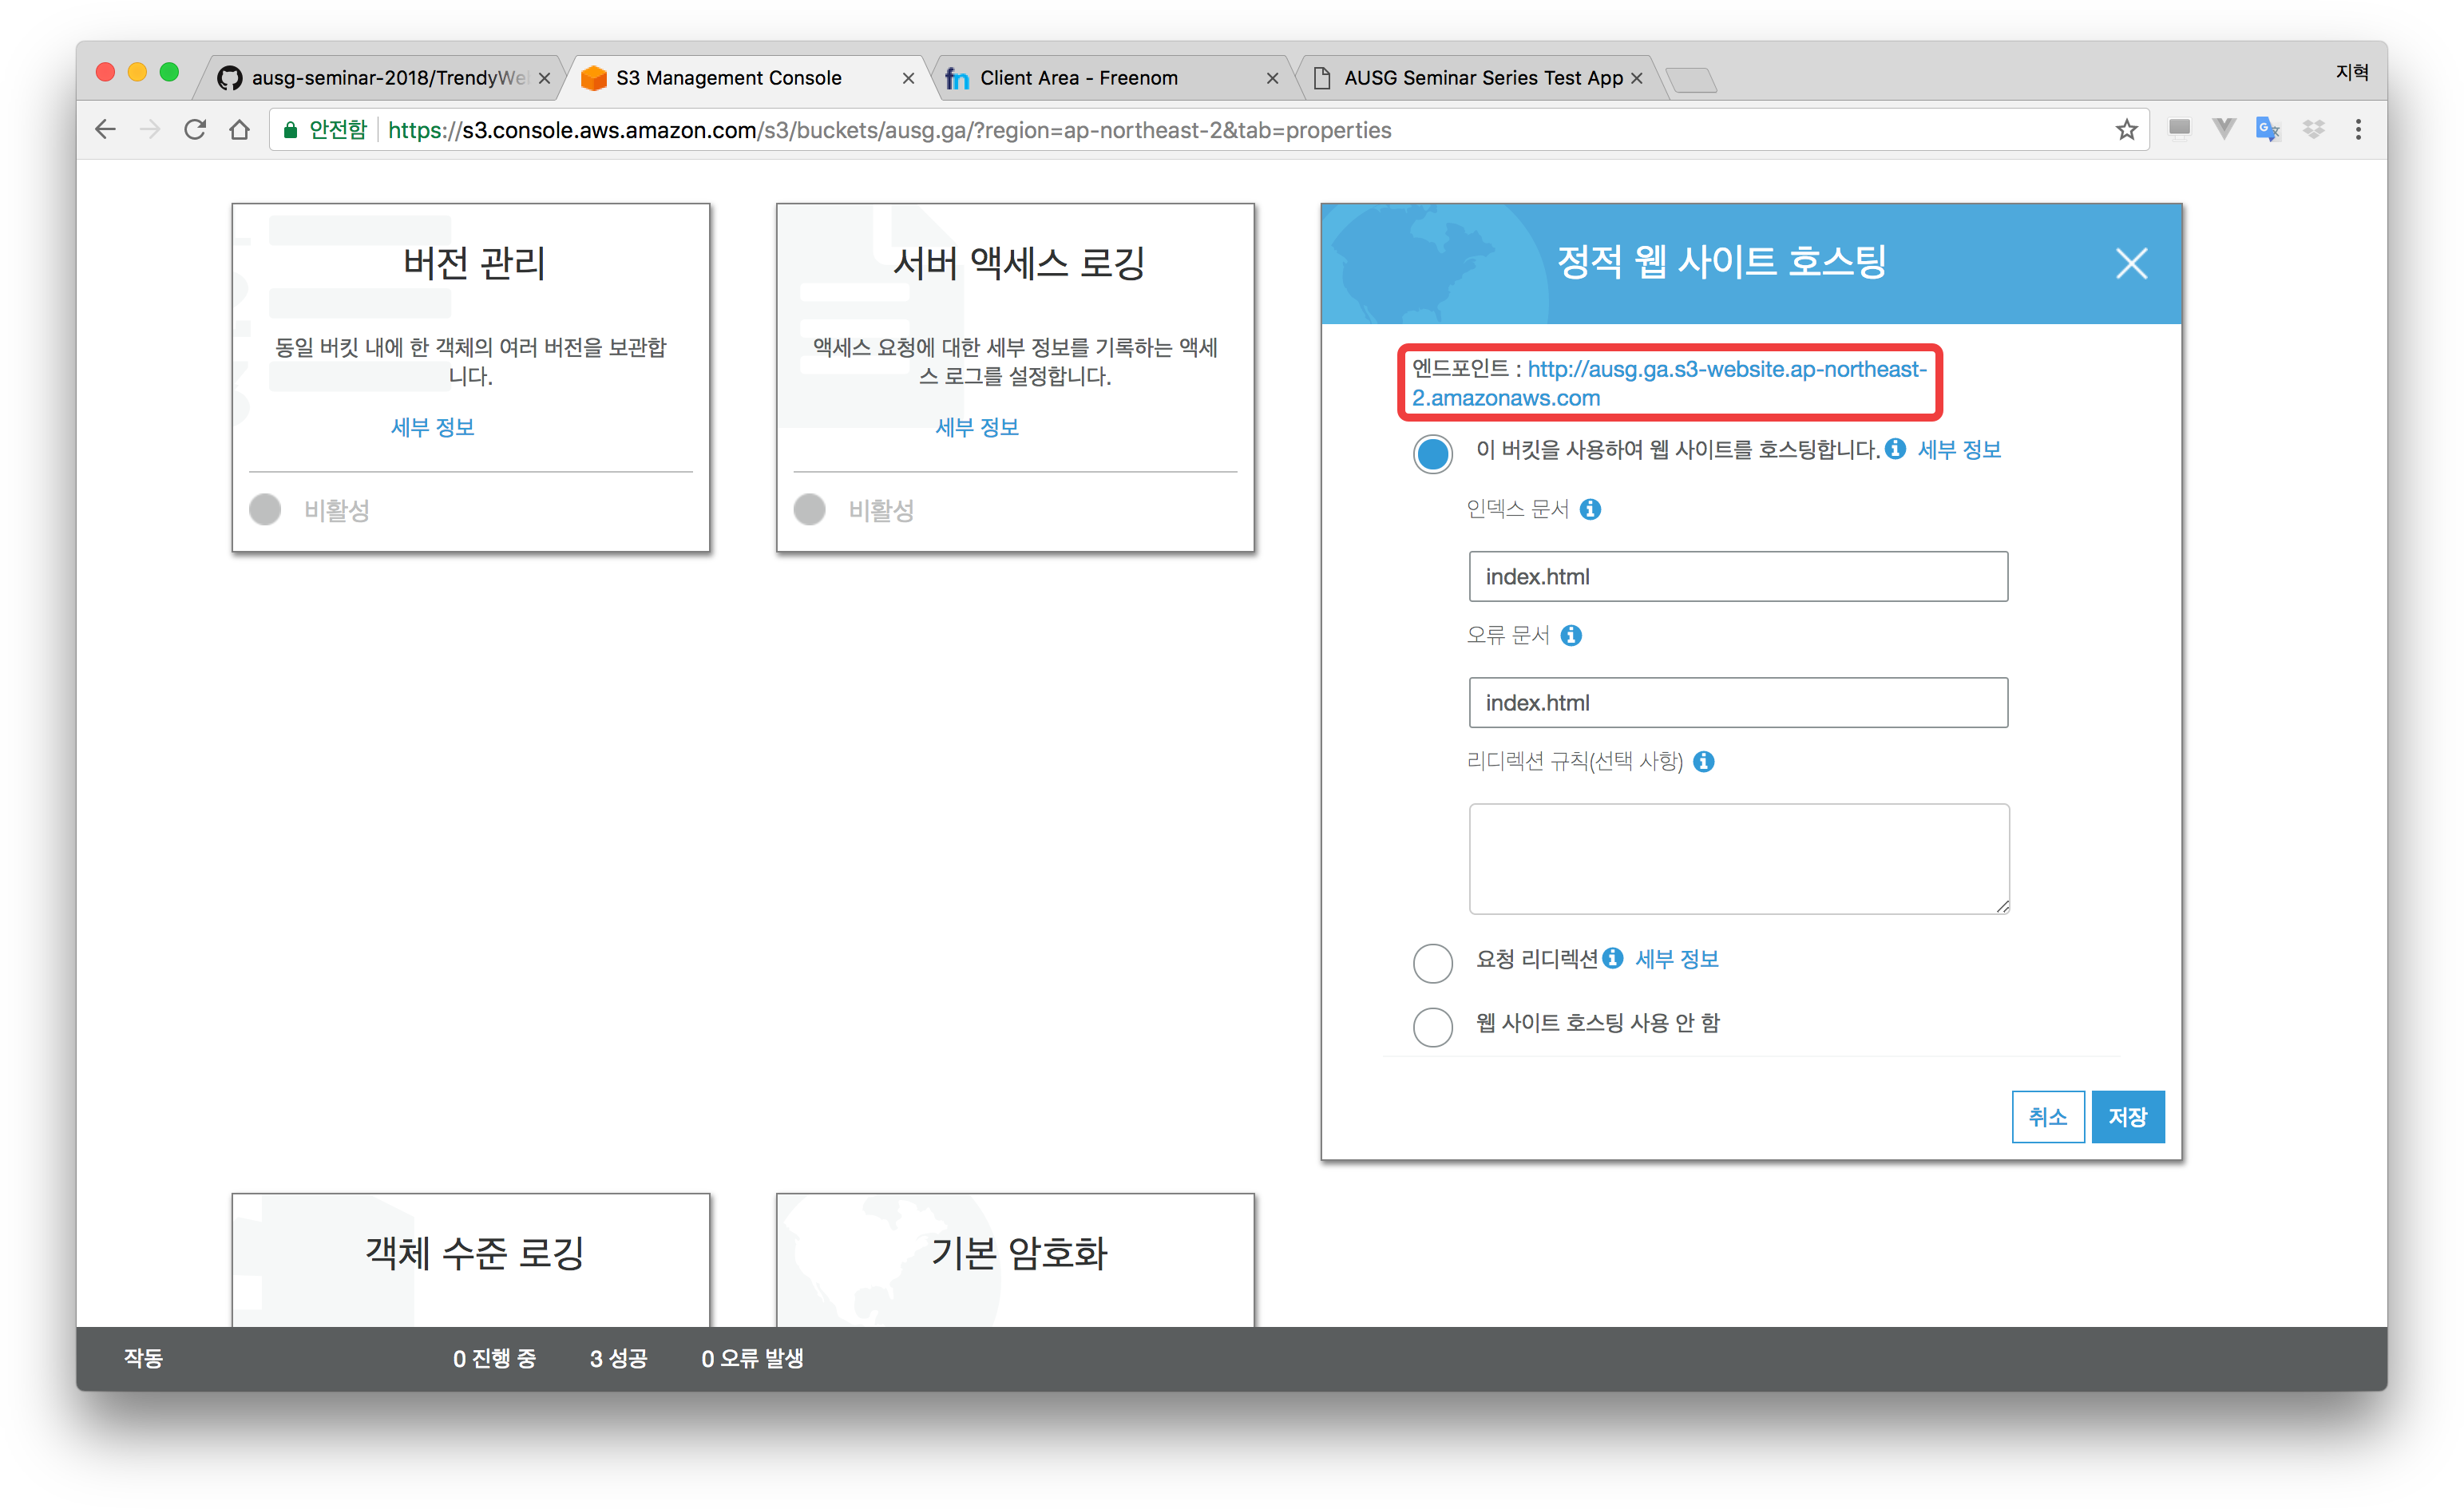 ausg-seminar-2018/TrendyWe
S3 Management Console
Client Area - Freenom
AUSG Seminar Series Test App
지혁
안전함
https://s3.console.aws.amazon.com/s3/buckets/ausg.ga/?region=ap-northeast-2&tab=properties
버전 관리
동일 버킷 내에 한 객체의 여러 버전을 보관합
니다.
세부 정보
비활성
서버 액세스 로깅
액세스 요청에 대한 세부 정보를 기록하는 액세
스 로그를 설정합니다.
세부 정보
비활성
정적 웹 사이트 호스팅
엔드포인트 : http://ausg.ga.s3-website.ap-northeast-
2.amazonaws.com
이 버킷을 사용하여 웹 사이트를 호스팅합니다. 세부 정보
인덱스 문서
index.html
오류 문서
index.html
리디렉션 규칙(선택 사항)
요청 리디렉션 세부 정보
웹 사이트 호스팅 사용 안 함
취소
저장
객체 수준 로깅
기본 암호화
작동
0 진행 중
3 성공
0 오류 발생